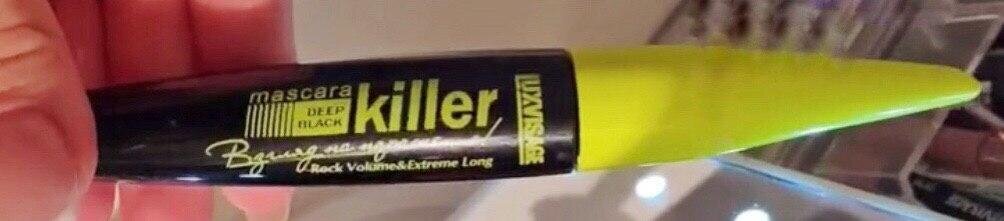 mascara
killer
DEEP
BLACK
Взгляд на поражение!
Rock Volume&Extreme Long
LUXVISAGE